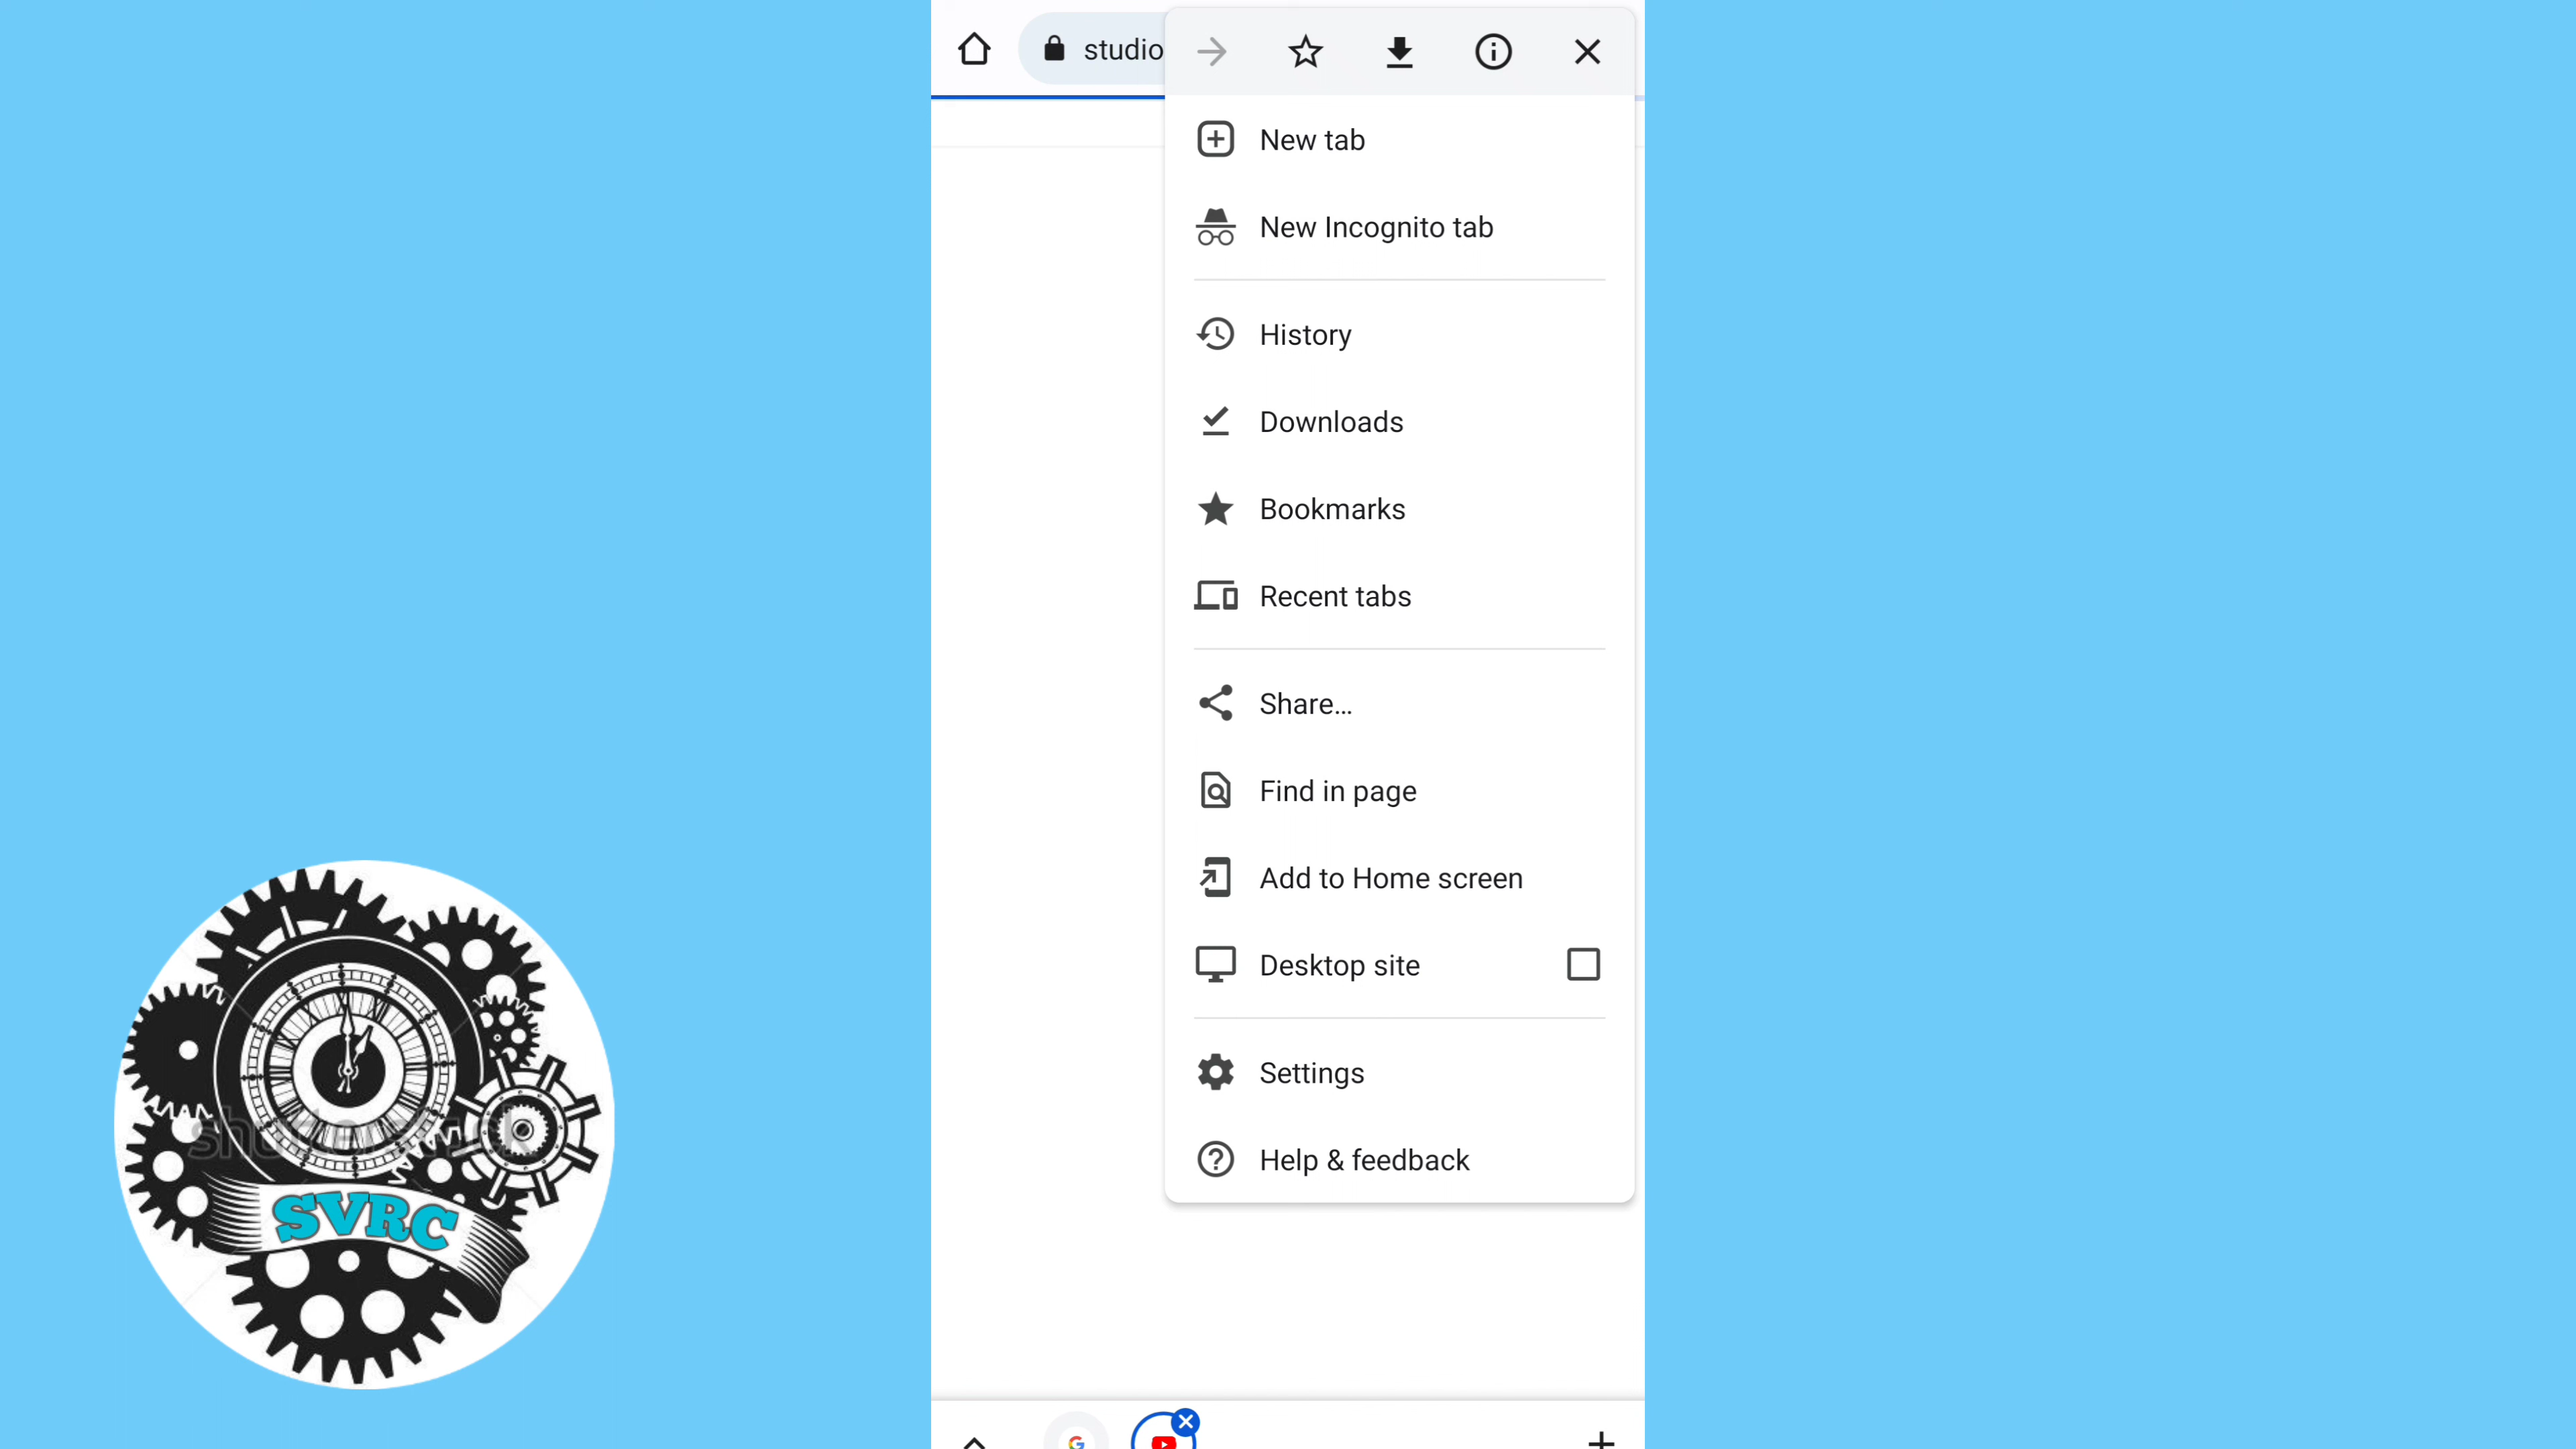 studio
New tab
New Incognito tab
History
Downloads
Bookmarks
Recent tabs
Share...
Find in page
Add to Home screen
Desktop site
Settings
Help & feedback
shutterstock
SVRC